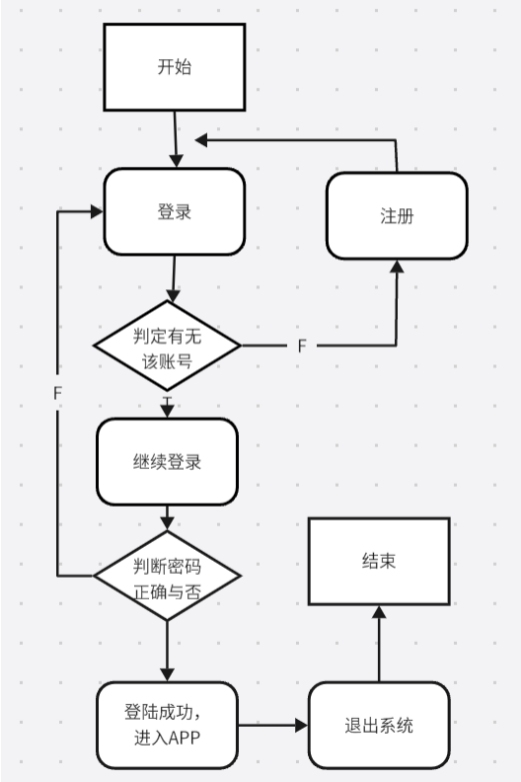 开始
登录
注册
判定有无
该账号
F
T
F
继续登录
判断密码
正确与否
结束
登陆成功，
进入APP
退出系统